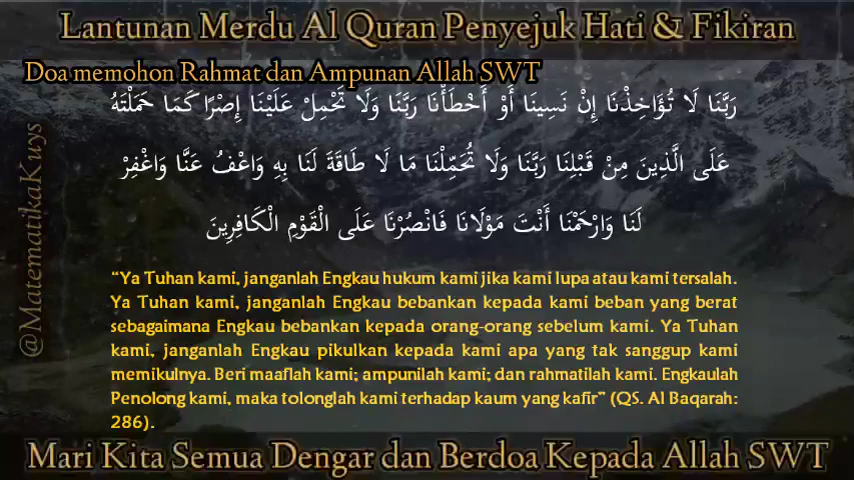 Lantunan Merdu Al Quran Penyejuk Hati & Fikiran
Doa memohon Rahmat dan Ampunan Allah SWT
رَبَّنَا لَا تُؤَاخِذْنَا إِنْ نَسِينَا أَوْ أَخْطَأْنَا رَبَّنَا وَلَا تَحْمِلْ عَلَيْنَا إِصْرًا كَمَا حَمَلْتَهُ
عَلَى الَّذِينَ مِنْ قَبْلِنَا رَبَّنَا وَلَا تُحَمِّلْنَا مَا لَا طَاقَةَ لَنَا بِهِ وَاعْفُ عَنَّا وَاغْفِرْ
لَنَا وَارْحَمْنَا أَنْتَ مَوْلَانَا فَانْصُرْنَا عَلَى الْقَوْمِ الْكَافِرِينَ
@MatematikaKuys
“Ya Tuhan kami, janganlah Engkau hukum kami jika kami lupa atau kami tersalah.
Ya Tuhan kami, janganlah Engkau bebankan kepada kami beban yang berat
sebagaimana Engkau bebankan kepada orang-orang sebelum kami. Ya Tuhan
kami, janganlah Engkau pikulkan kepada kami apa yang tak sanggup kami
memikulnya. Beri maaflah kami; ampunilah kami; dan rahmatilah kami. Engkaulah
Penolong kami, maka tolonglah kami terhadap kaum yang kafir” (QS. Al Baqarah:
286).
Mari Kita Semua Dengar dan Berdoa Kepada Allah SWT